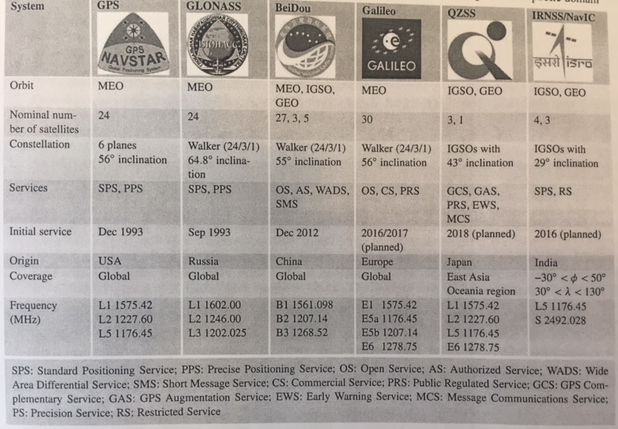 System GPS GLONASS BeiDou Galileo QZSS IRNSS/NavIC
GPS
NAVSTAR
GALILEO
इसरो isro
Orbit MEO MEO MEO, IGSO, MEO IGSO, GEO IGSO, GEO
GEO
Nominal num- 24 24 27, 3, 5 30 3, 1 4, 3
ber of satellites
Constellation 6 planes Walker (24/3/1) Walker (24/3/1) Walker (24/3/1) IGSOs with IGSOs with
56° inclination 64.8° inclina- 55° inclination 56° inclination 43° inclination 29° inclination
tion
Services SPS, PPS SPS, PPS OS, AS, WADS, OS, CS, PRS GCS, GAS, SPS, RS
SMS PRS, EWS,
MCS
Initial service Dec 1993 Sep 1993 Dec 2012 2016/2017 2018 (planned) 2016 (planned)
(planned)
Origin USA Russia China Europe Japan India
Coverage Global Global Global Global East Asia −30° < ϕ < 50°
Oceania region 30° < λ < 130°
Frequency L1 1575.42 L1 1602.00 B1 1561.098 E1 1575.42 L1 1575.42 L5 1176.45
(MHz) L2 1227.60 L2 1246.00 B2 1207.14 E5a 1176.45 L2 1227.60 S 2492.028
L5 1176.45 L3 1202.025 B3 1268.52 E5b 1207.14 L5 1176.45
E6 1278.75 E6 1278.75
SPS: Standard Positioning Service; PPS: Precise Positioning Service; OS: Open Service; AS: Authorized Service; WADS: Wide
Area Differential Service; SMS: Short Message Service; CS: Commercial Service; PRS: Public Regulated Service; GCS: GPS Com-
plementary Service; GAS: GPS Augmentation Service; EWS: Early Warning Service; MCS: Message Communications Service;
PS: Precision Service; RS: Restricted Service